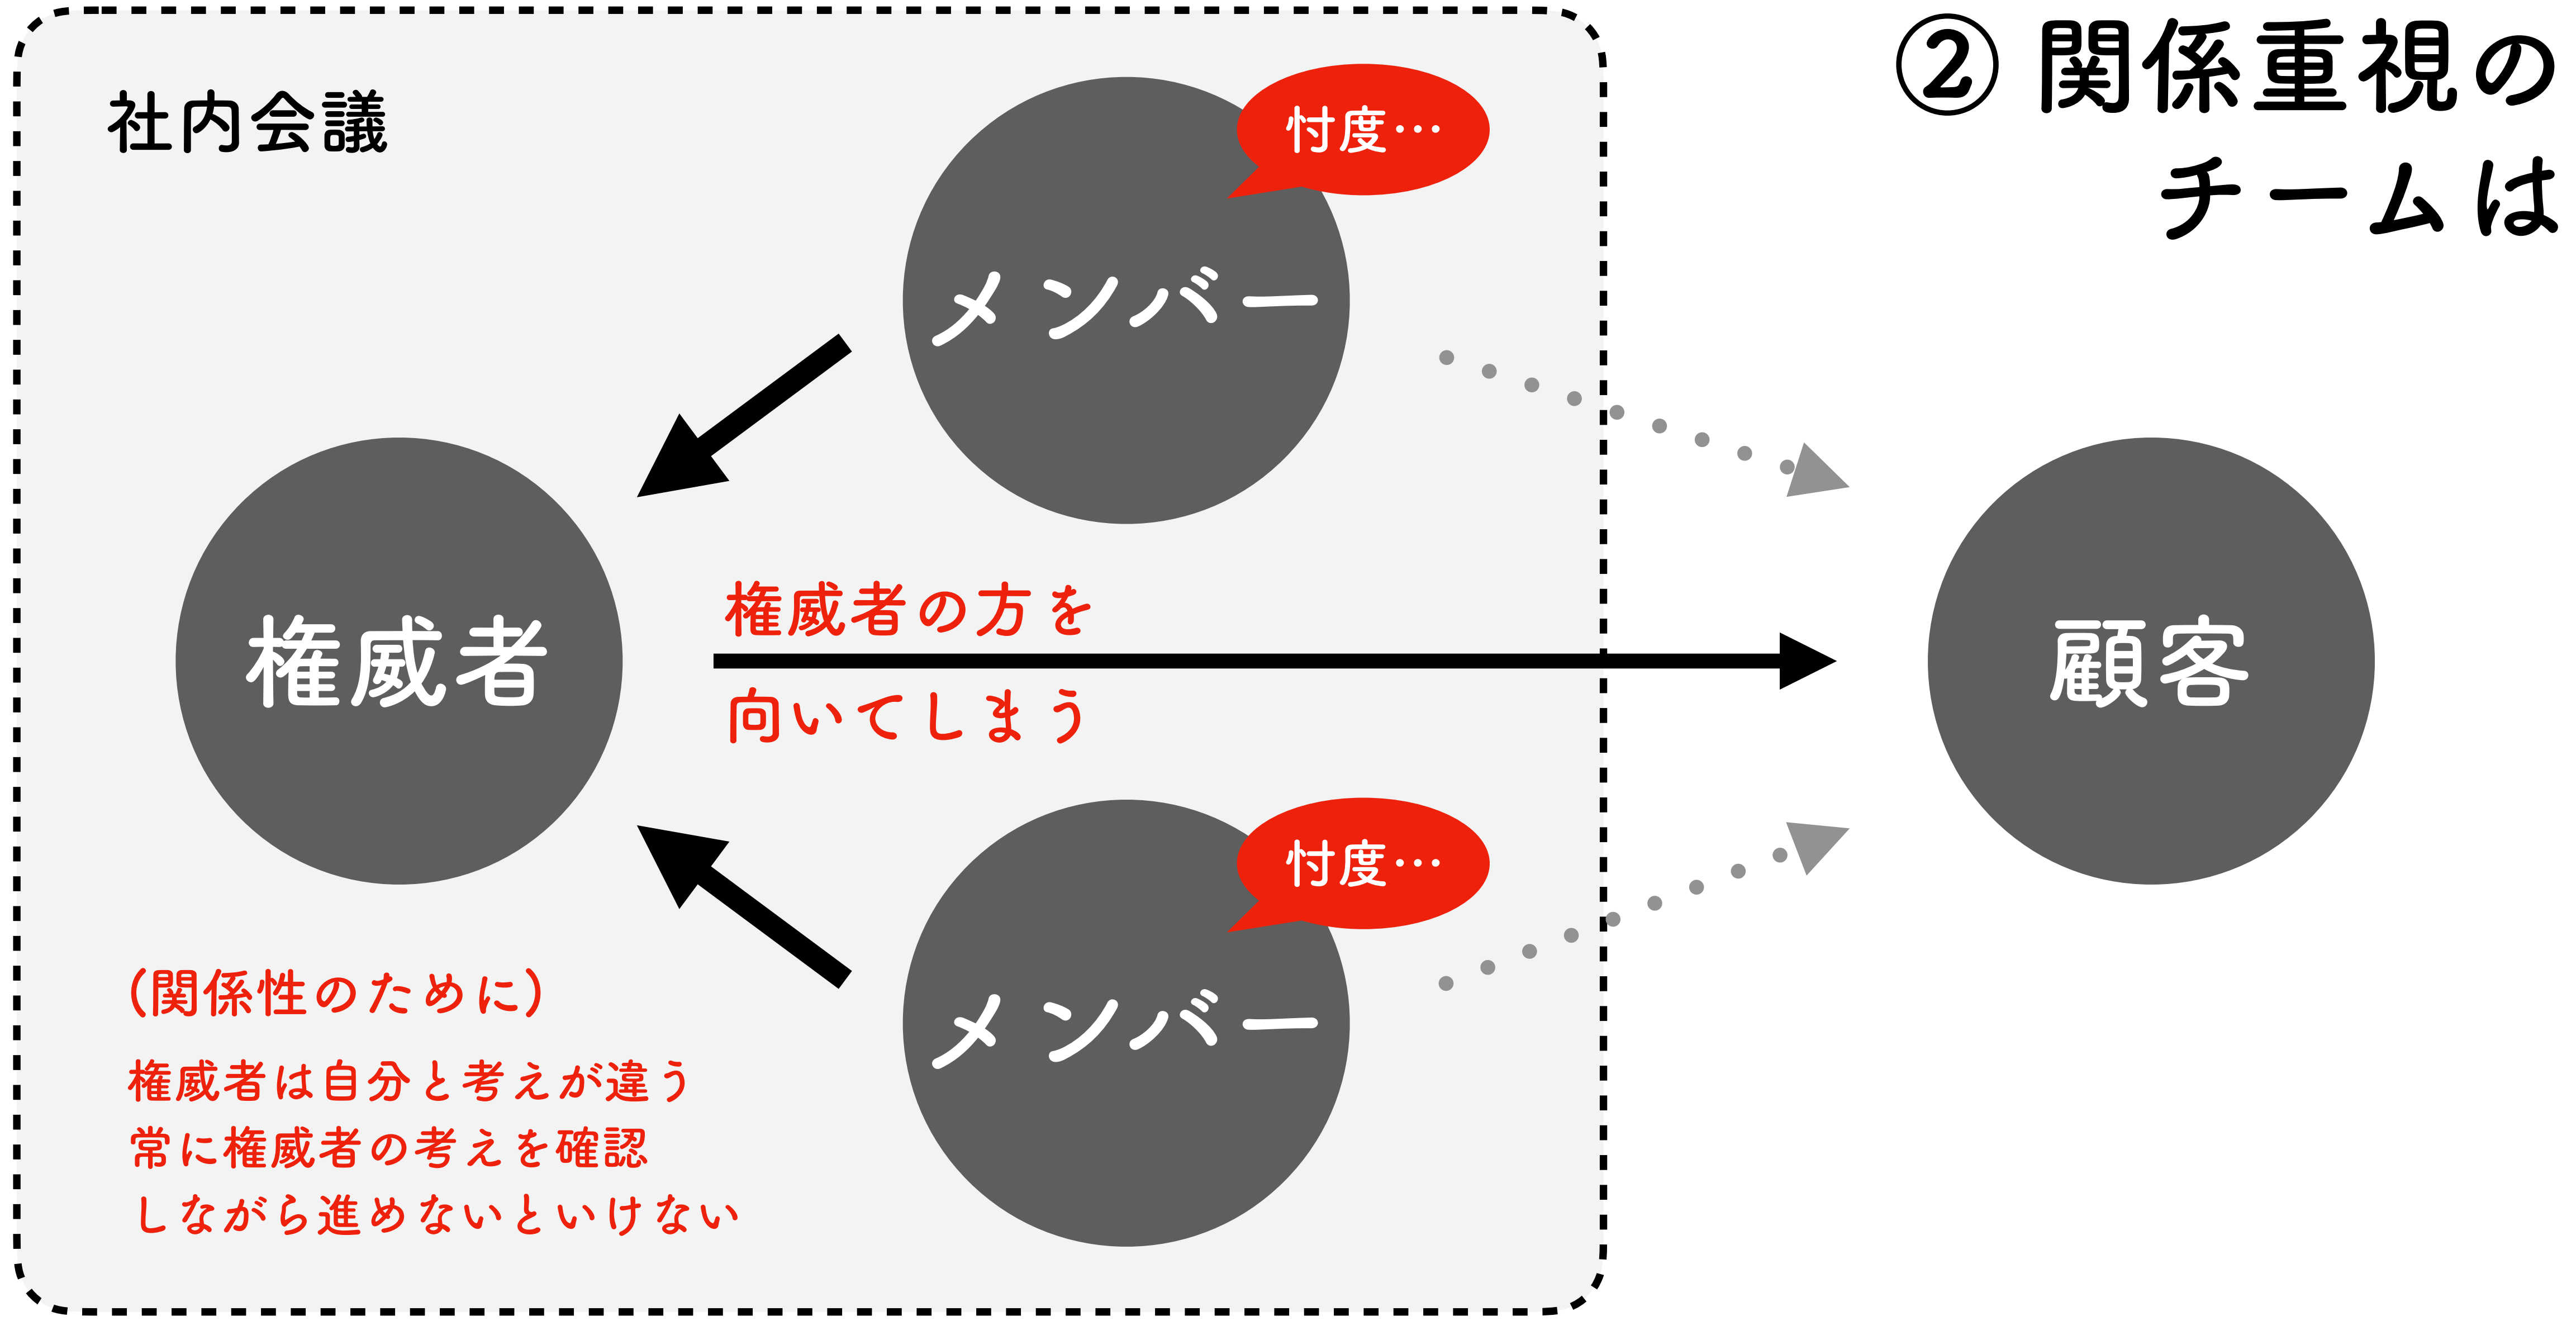 ② 関係重視の
チームは
社内会議
忖度…
メンバー
権威者の方を
向いてしまう
権威者
顧客
忖度…
メンバー
(関係性のために)
権威者は自分と考えが違う
常に権威者の考えを確認
しながら進めないといけない